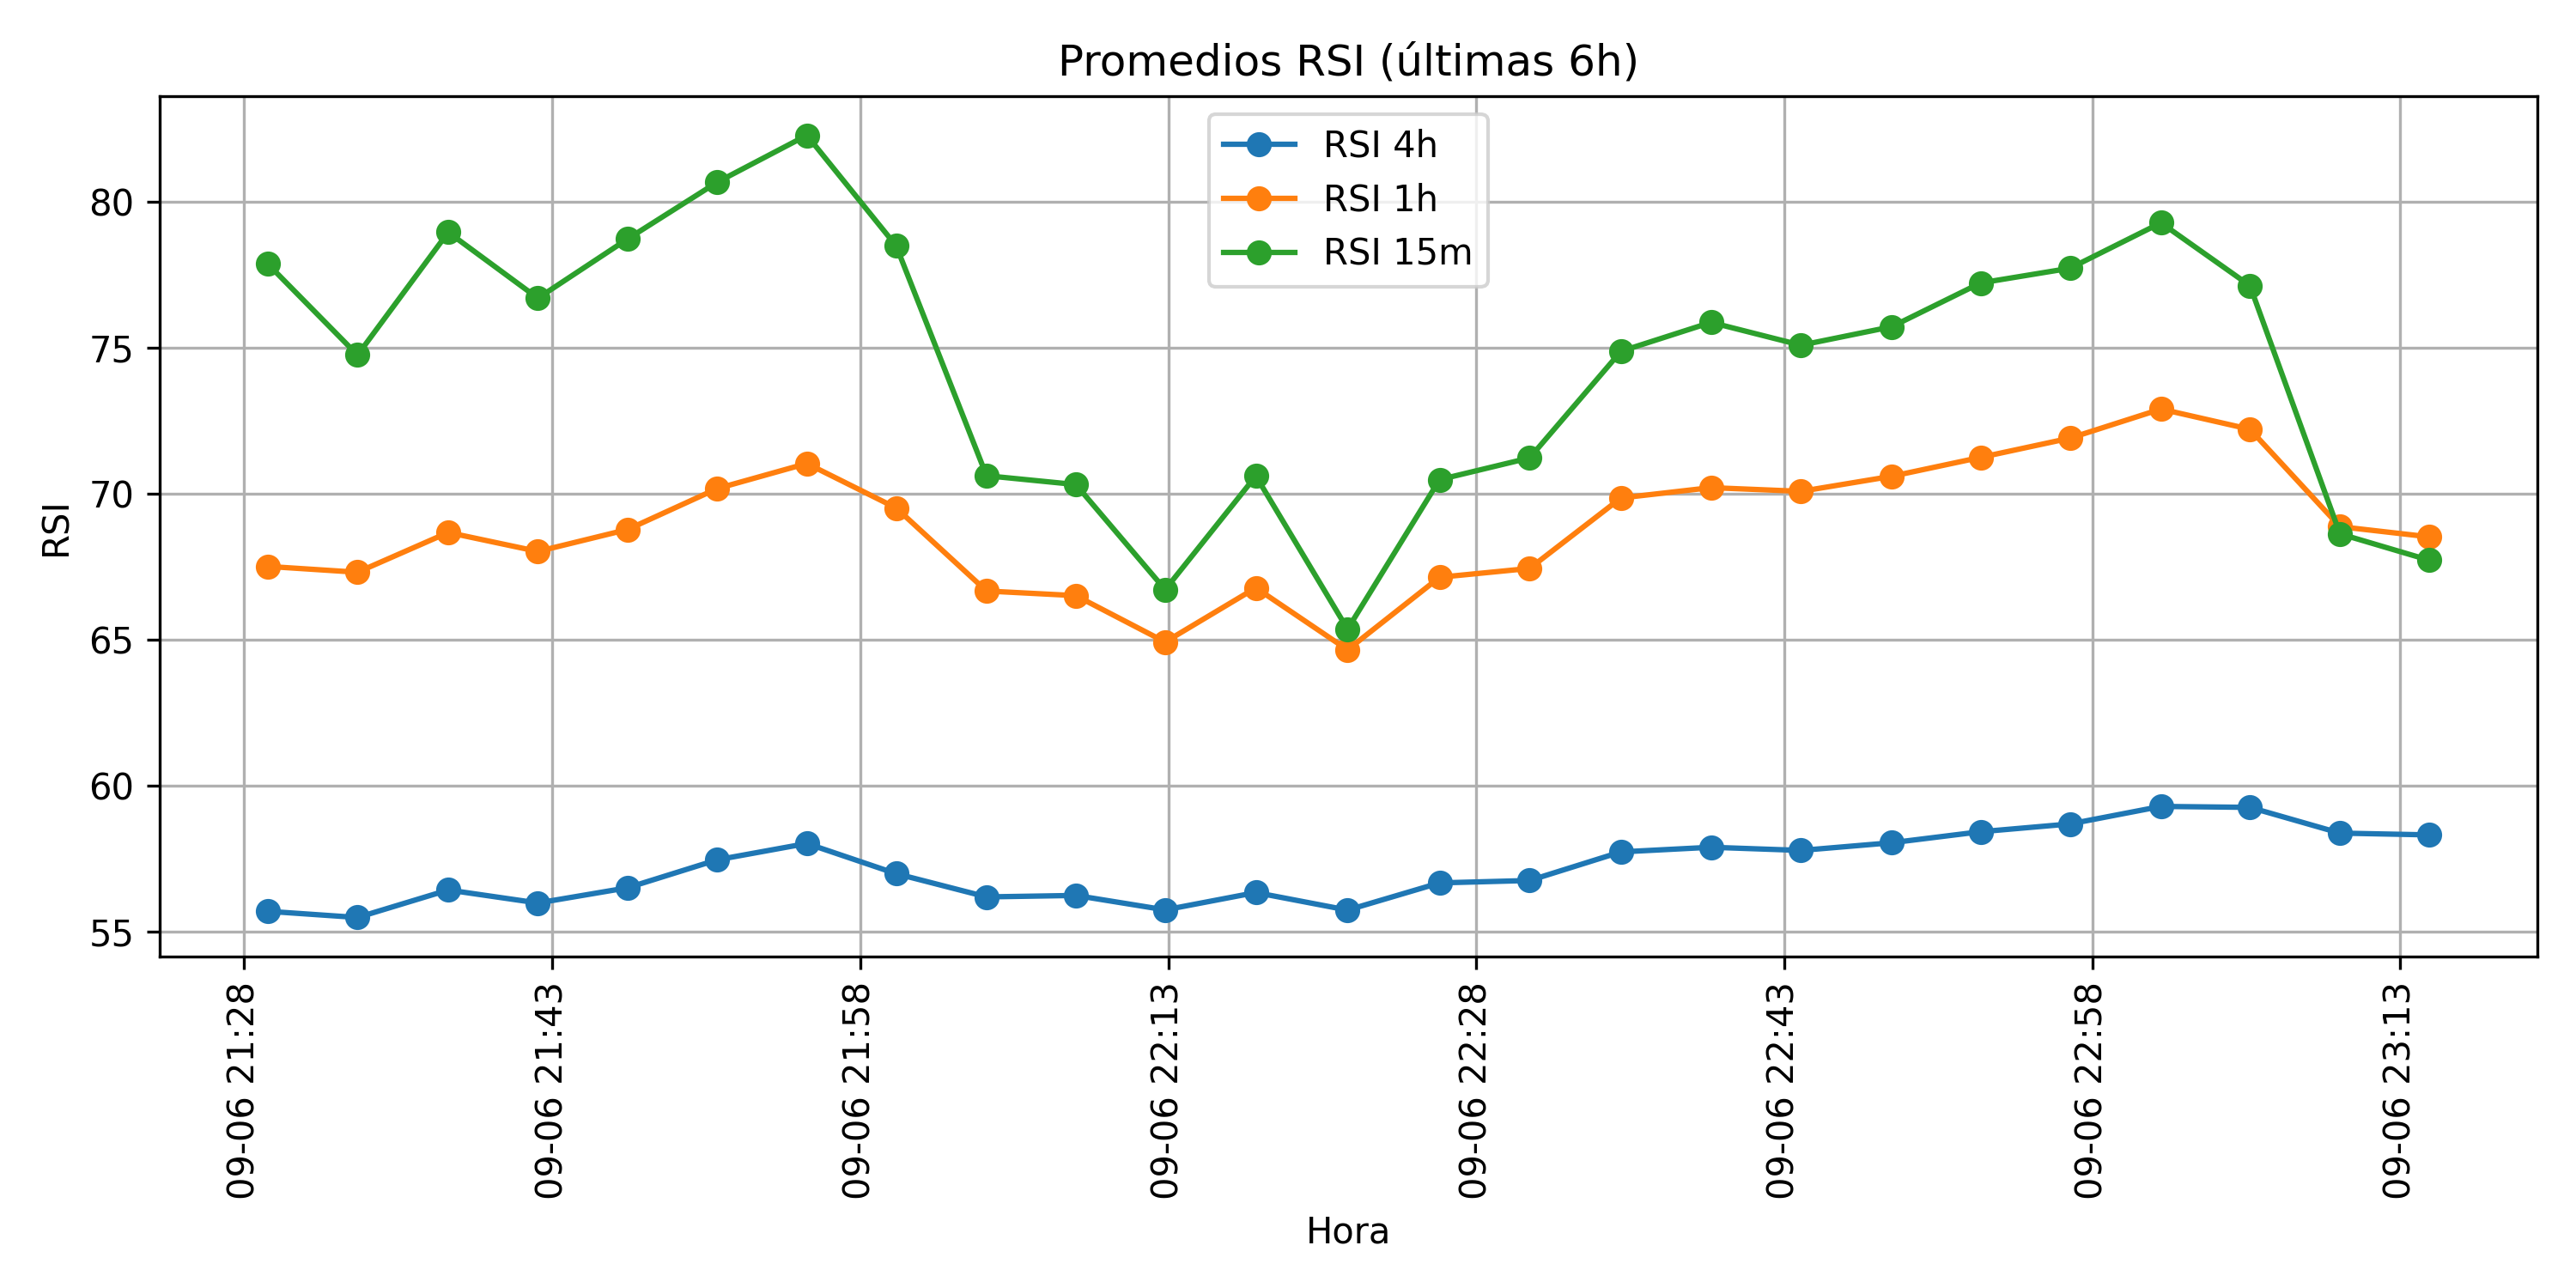 Promedios RSI (últimas 6h)
RSI 4h
RSI 1h
RSI 15m
RSI
80
75
70
65
60
55
09-06 21:28
09-06 21:43
09-06 21:58
09-06 22:13
09-06 22:28
09-06 22:43
09-06 22:58
09-06 23:13
Hora